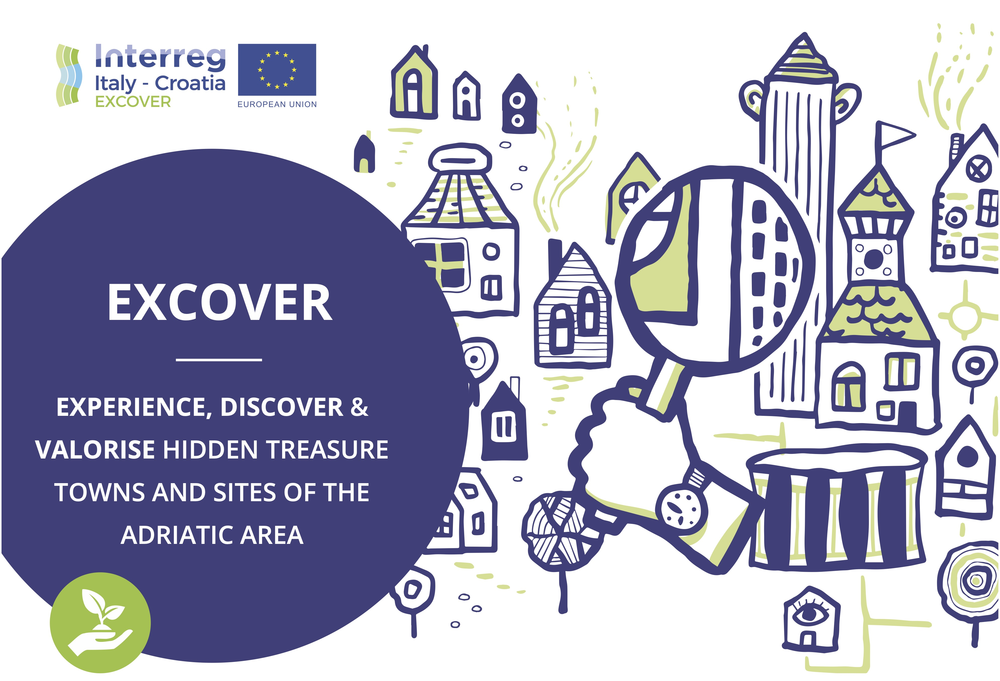 Interreg
Italy - Croatia
EXCOVER
EUROPEAN UNION
EXCOVER
EXPERIENCE, DISCOVER &
VALORISE HIDDEN TREASURE
TOWNS AND SITES OF THE
ADRIATIC AREA